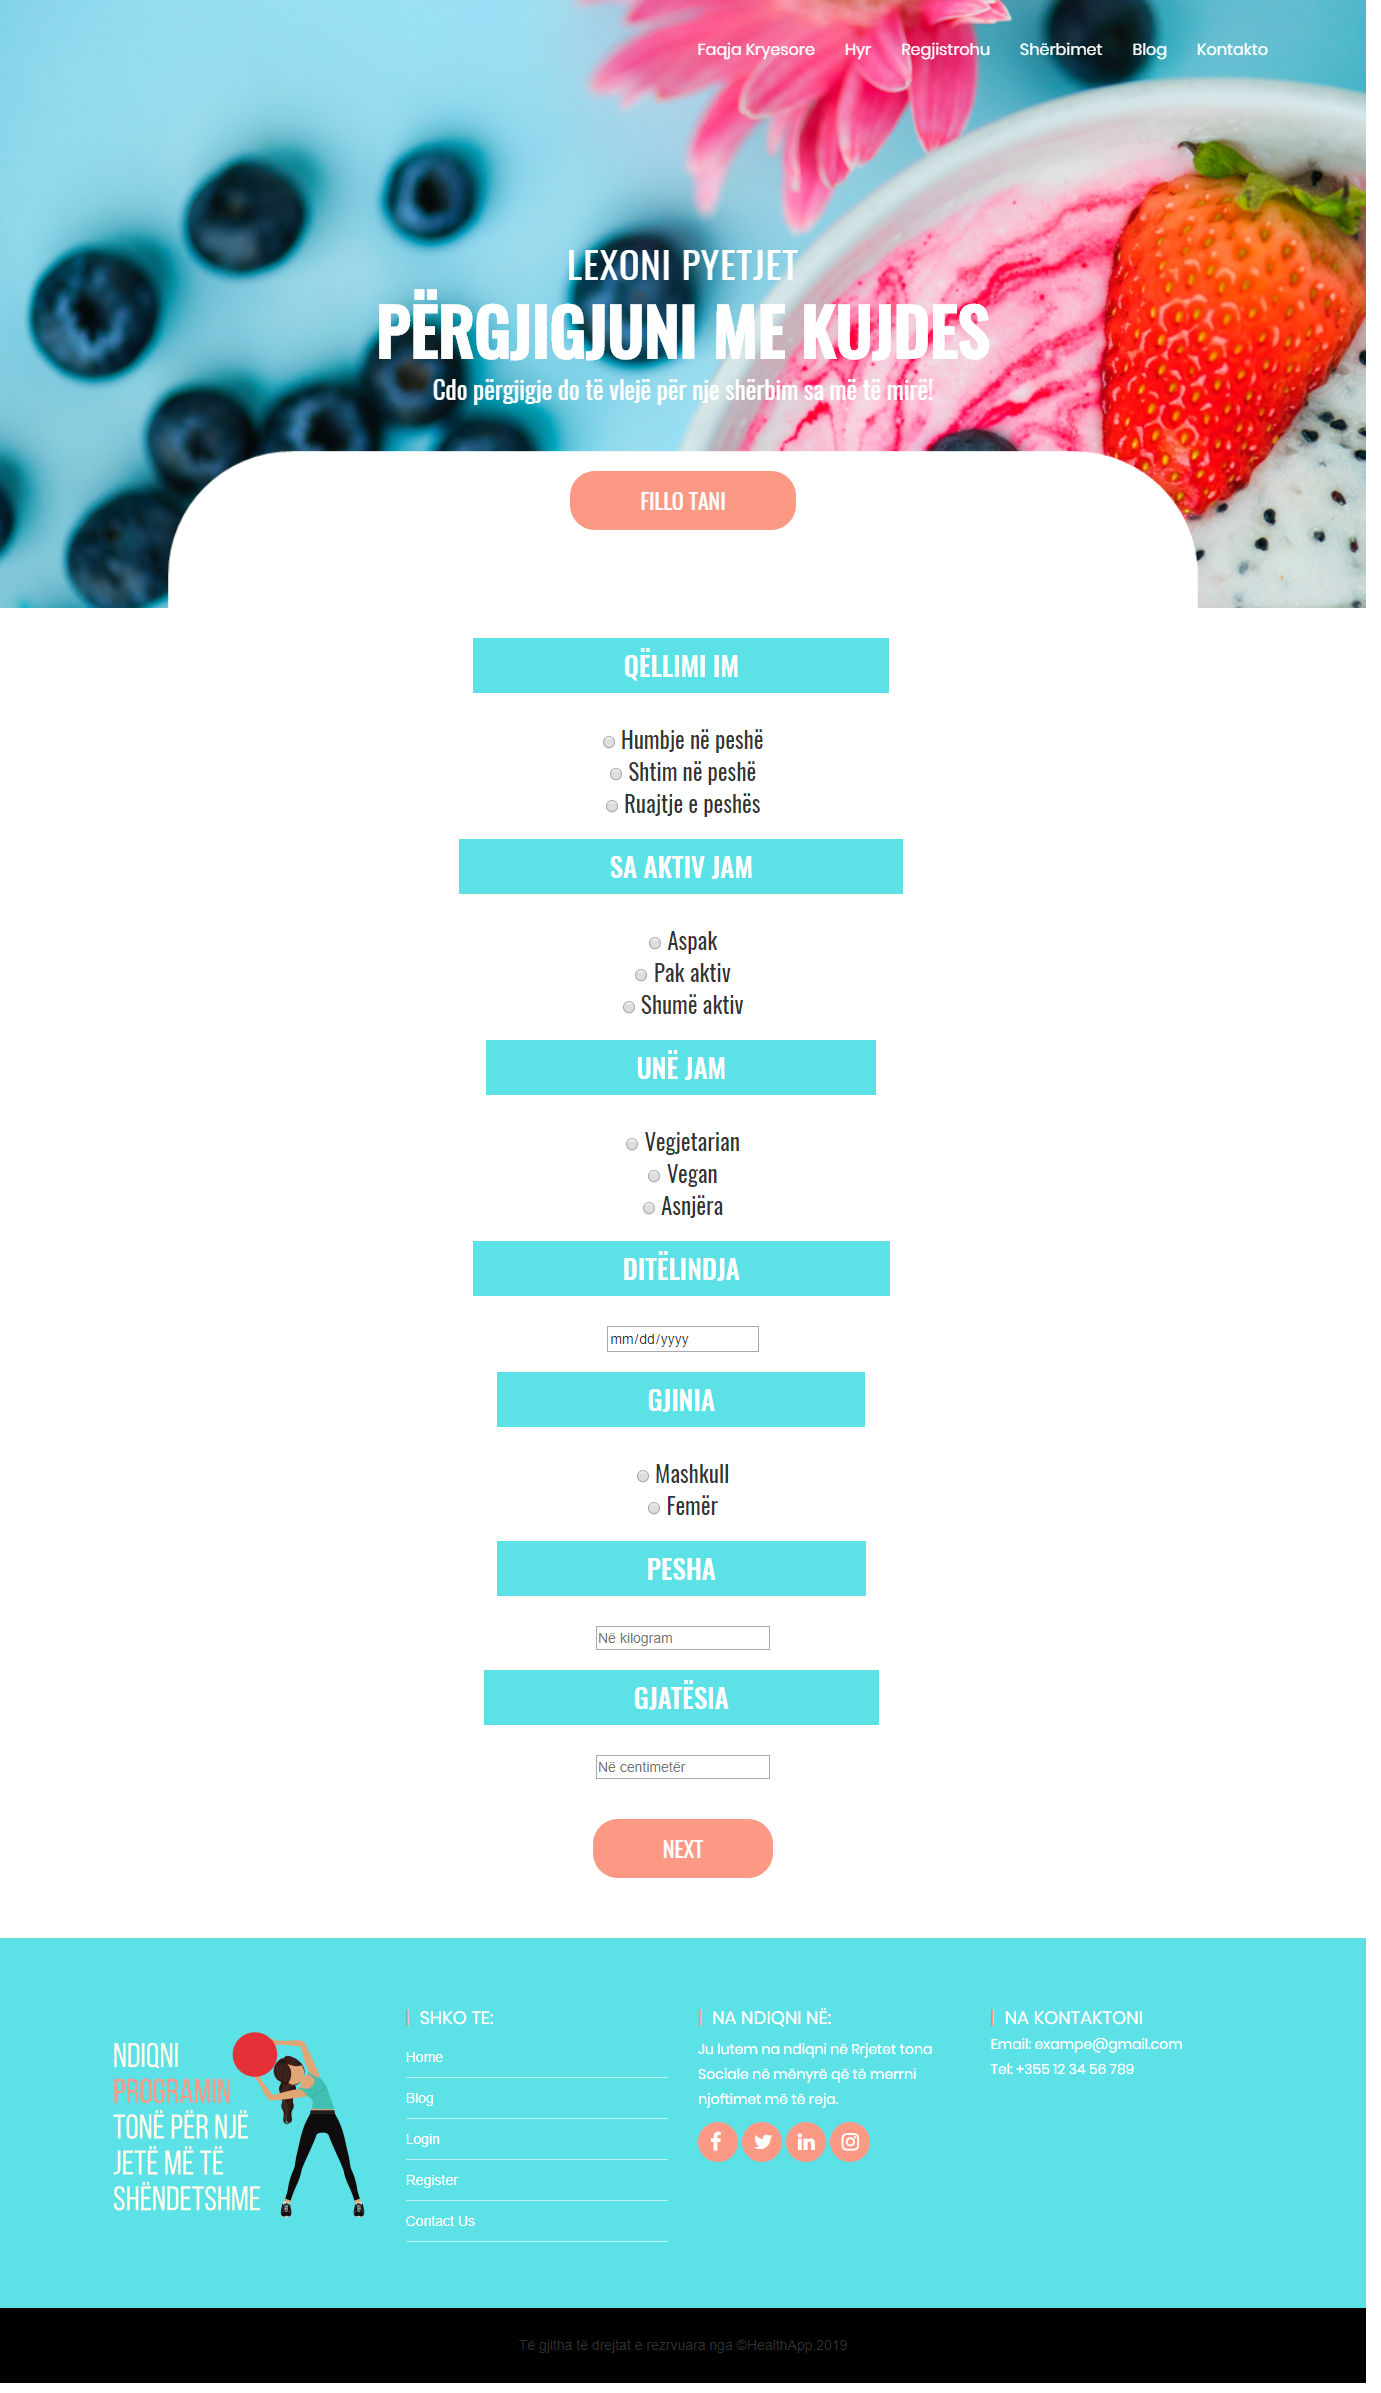 Faqja Kryesore Hyr Regjistrohu Shërbimet Blog Kontakto
LEXONI PYETJET
PËRGJIGJUNI ME KUJDES
Cdo përgjigje do të vlejë për nje shërbim sa më të mirë!
FILLO TANI
QËLLIMI IM
Humbje në peshë
Shtim në peshë
Ruajtje e peshës
SA AKTIV JAM
Aspak
Pak aktiv
Shumë aktiv
UNË JAM
Vegjetarian
Vegan
Asnjëra
DITËLINDJA
mm/dd/yyyy
GJINIA
Mashkull
Femër
PESHA
Në kilogram
GJATËSIA
Në centimetër
NEXT
NDIQNI
PROGRAMIN
TONË PËR NJË
JETË MË TË
SHËNDETSHME
SHKO TE:
Home
Blog
Login
Register
Contact Us
NA NDIQNI NË:
Ju lutem na ndiqni në Rrjetet tona
Sociale në mënyrë që të merrni
njoftimet më të reja.
NA KONTAKTONI
Email: exampe@gmail.com
Tel: +355 12 34 56 789
Të gjitha të drejtat e rezrvuara nga ©HealthApp.2019